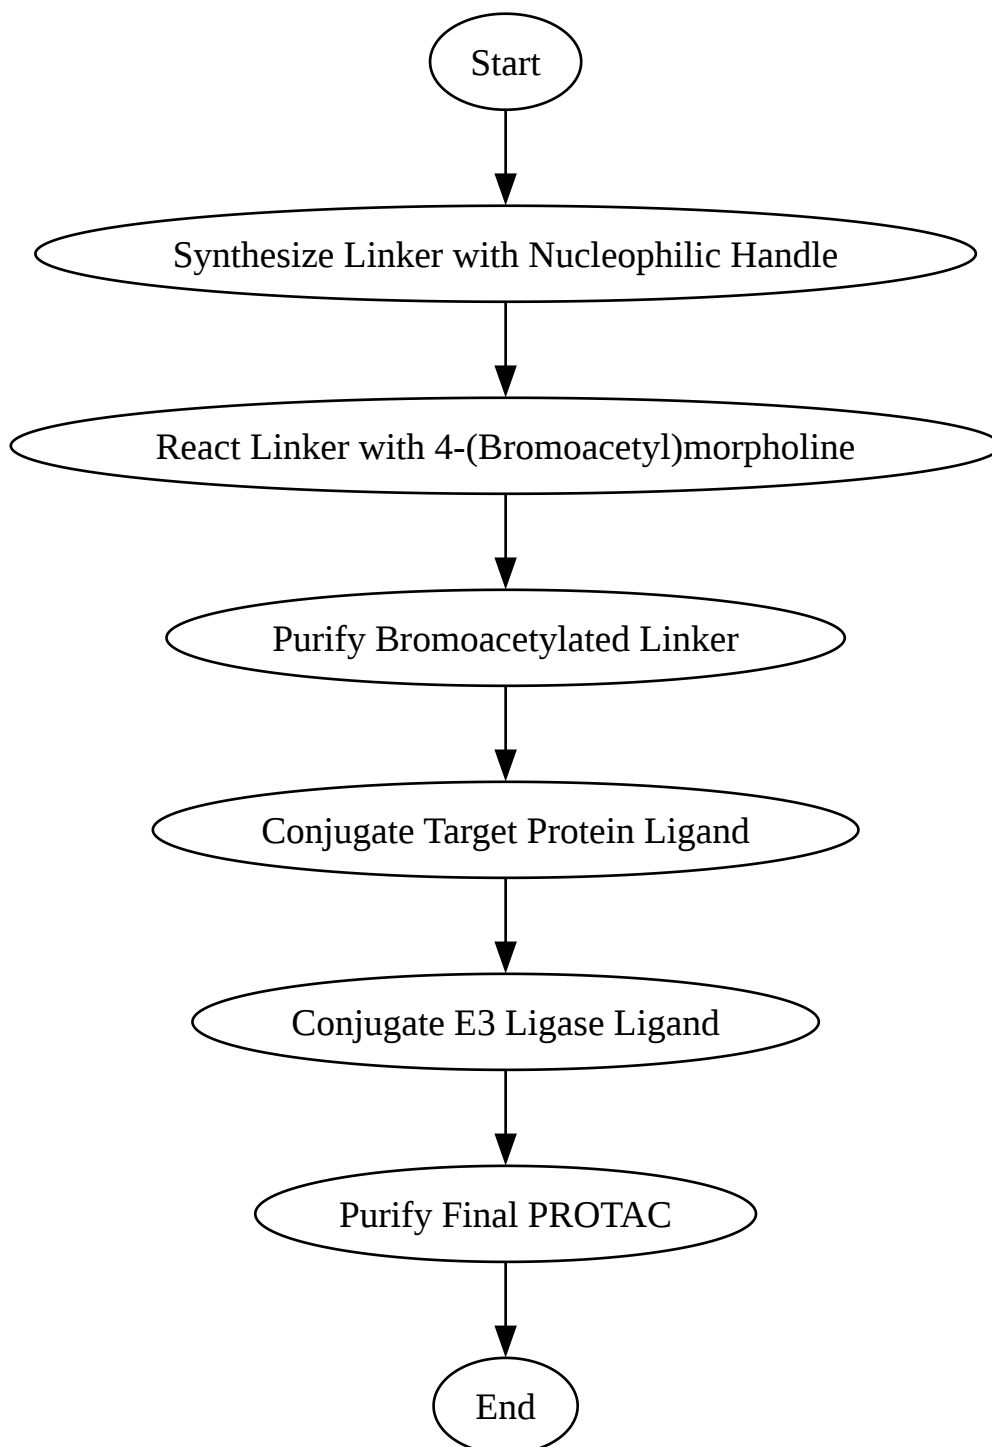 Start
Synthesize Linker with Nucleophilic Handle
React Linker with 4-(Bromoacetyl)morpholine
Purify Bromoacetylated Linker
Conjugate Target Protein Ligand
Conjugate E3 Ligase Ligand
Purify Final PROTAC
End